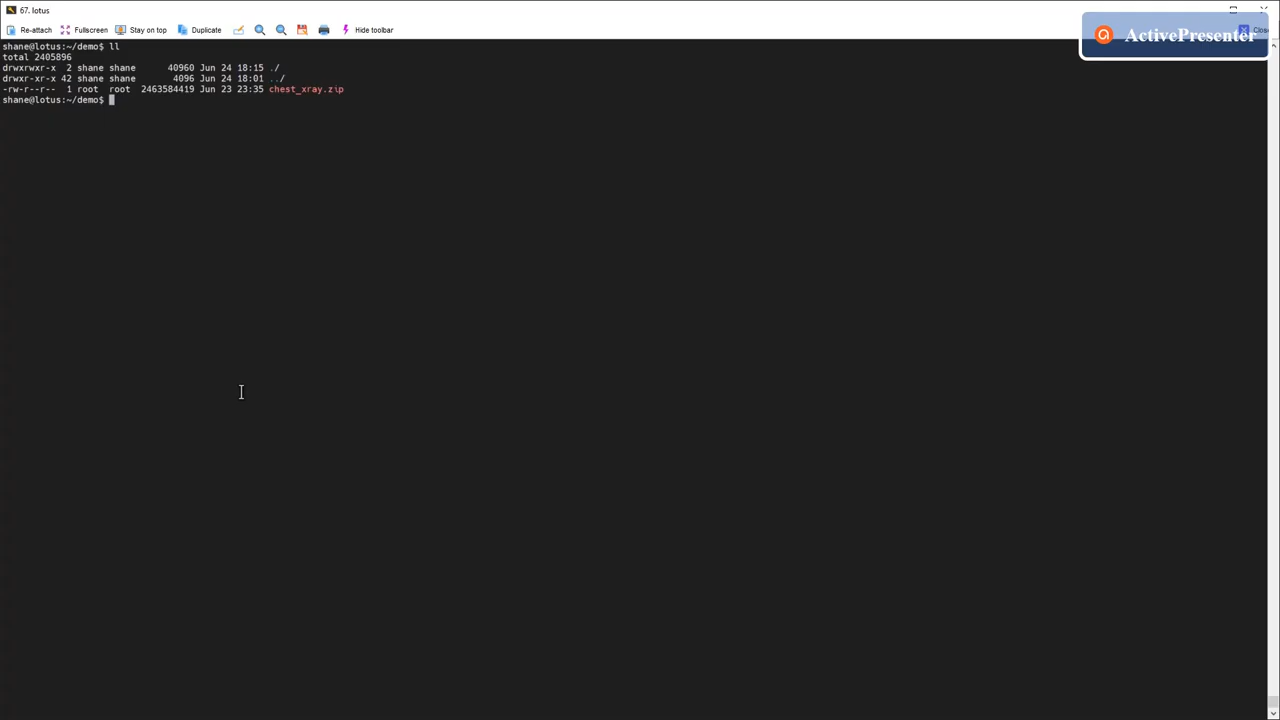 67. lotus
Re-attach Fullscreen Stay on top Duplicate Hide toolbar Close
ActivePresenter
shane@lotus:~/demo$ ll
total 2405896
drwxrwxr-x 2 shane shane 40960 Jun 24 18:15 ./
drwxr-xr-x 42 shane shane 4096 Jun 24 18:01 ../
-rw-r--r-- 1 root root 2463584419 Jun 23 23:35 chest_xray.zip
shane@lotus:~/demo$